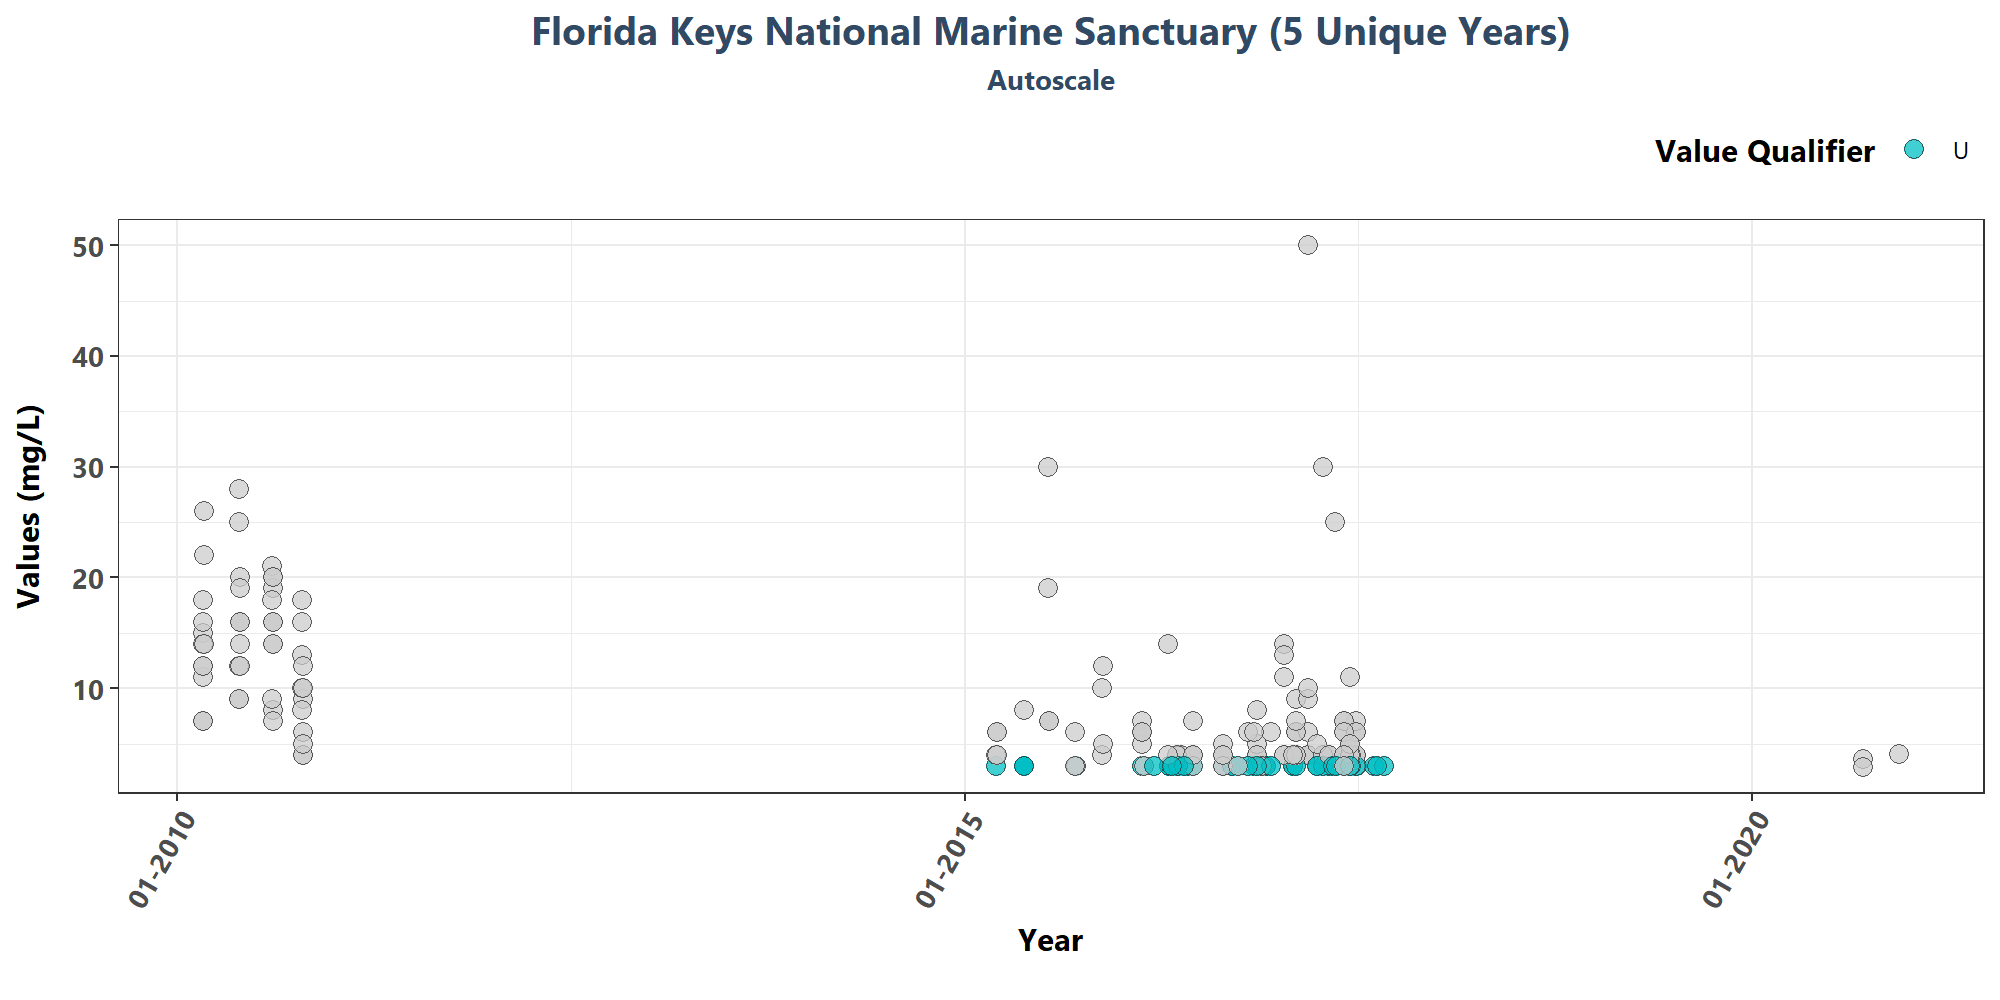 Florida Keys National Marine Sanctuary (5 Unique Years)
Autoscale
Value Qualifier U
50
40
30
20
10
Values (mg/L)
01-2010
01-2015
01-2020
Year